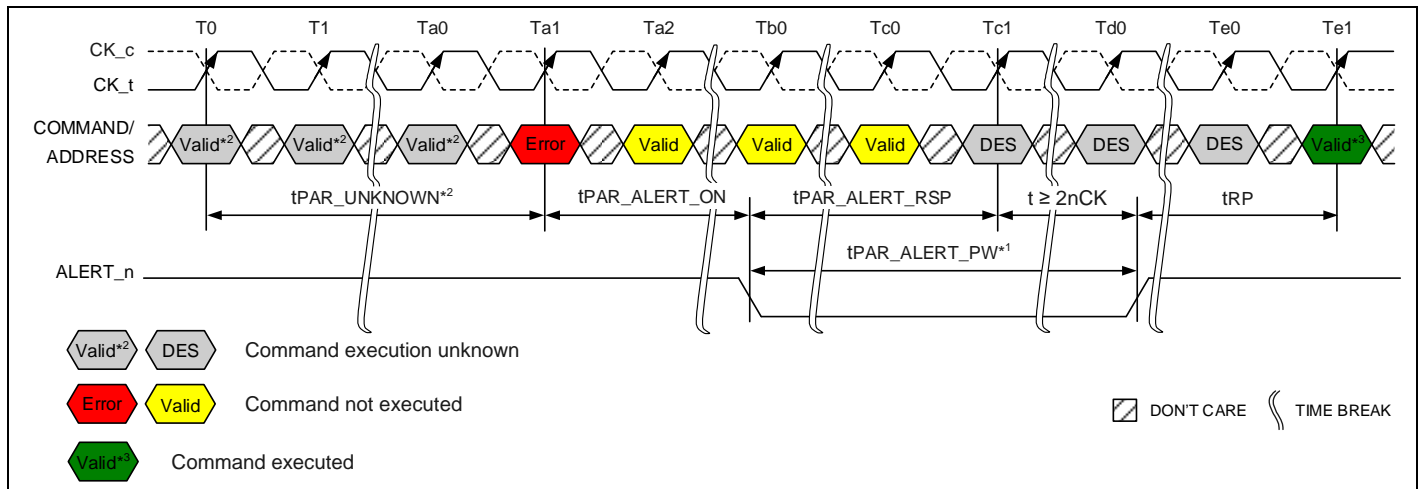 T0 T1 Ta0 Ta1 Ta2 Tb0 Tc0 Tc1 Td0 Te0 Te1
CK_c
CK_t
COMMAND/
ADDRESS
Valid*2 Valid*2 Valid*2 Error Valid Valid Valid DES DES DES Valid*3
tPAR_UNKNOWN*2 tPAR_ALERT_ON tPAR_ALERT_RSP t ≥ 2nCK tRP
tPAR_ALERT_PW*1
ALERT_n
Valid*2 DES Command execution unknown
Error Valid Command not executed
DON'T CARE TIME BREAK
Valid*3 Command executed